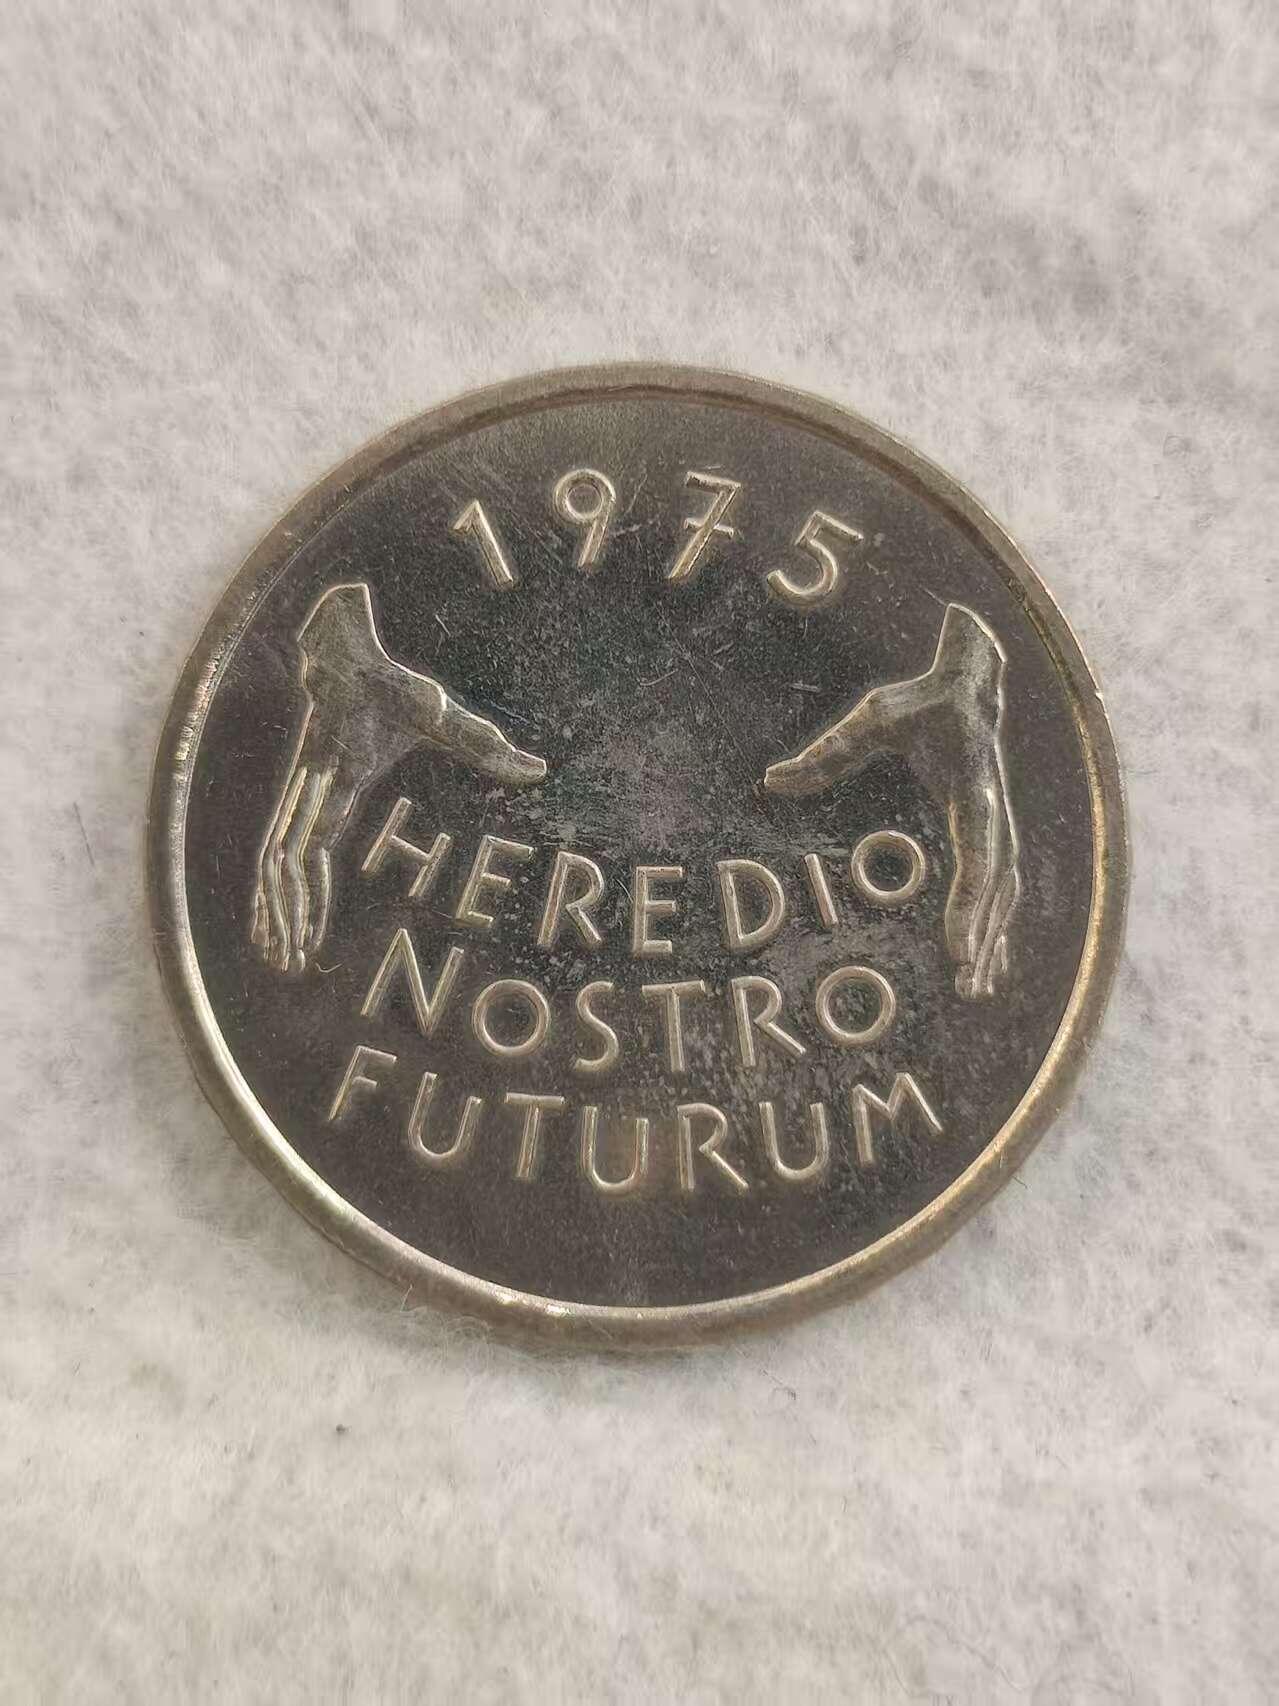 1975
HEREDIO
NOSTRO
FUTURUM